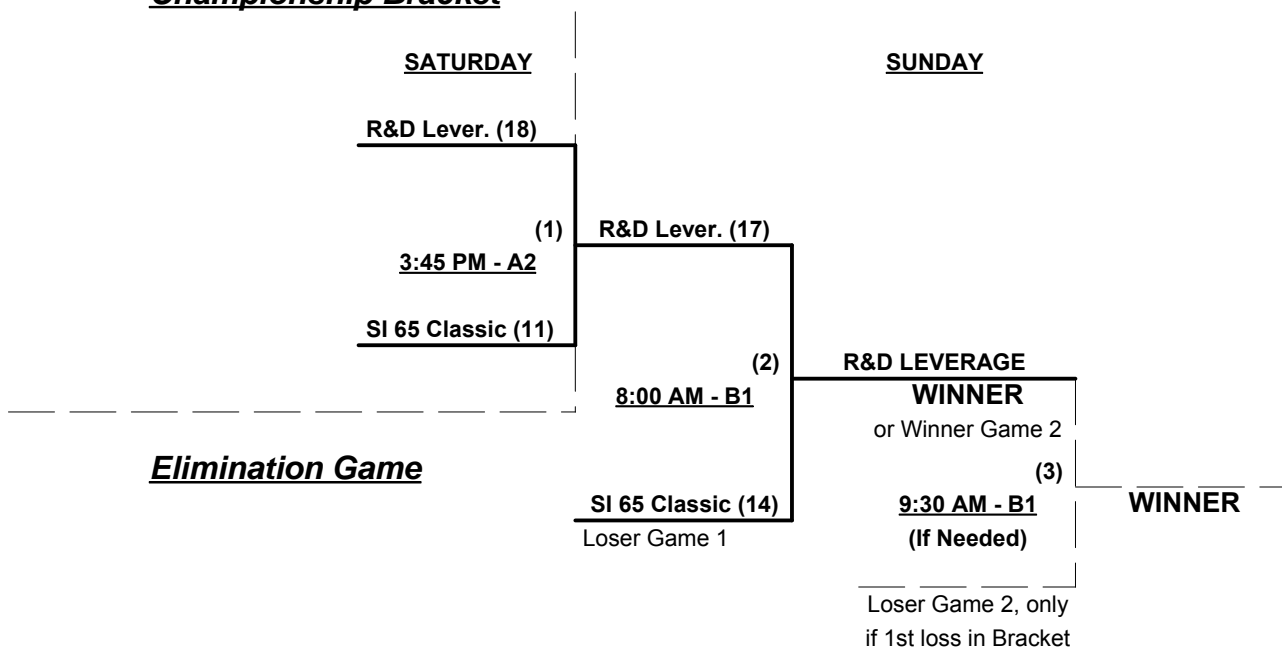 Championship Bracket
SATURDAY
SUNDAY
R&D Lever. (18)
(1)
R&D Lever. (17)
3:45 PM - A2
SI 65 Classic (11)
(2)
R&D LEVERAGE
8:00 AM - B1
WINNER
or Winner Game 2
Elimination Game
(3)
SI 65 Classic (14)
9:30 AM - B1
WINNER
Loser Game 1
(If Needed)
Loser Game 2, only
if 1st loss in Bracket